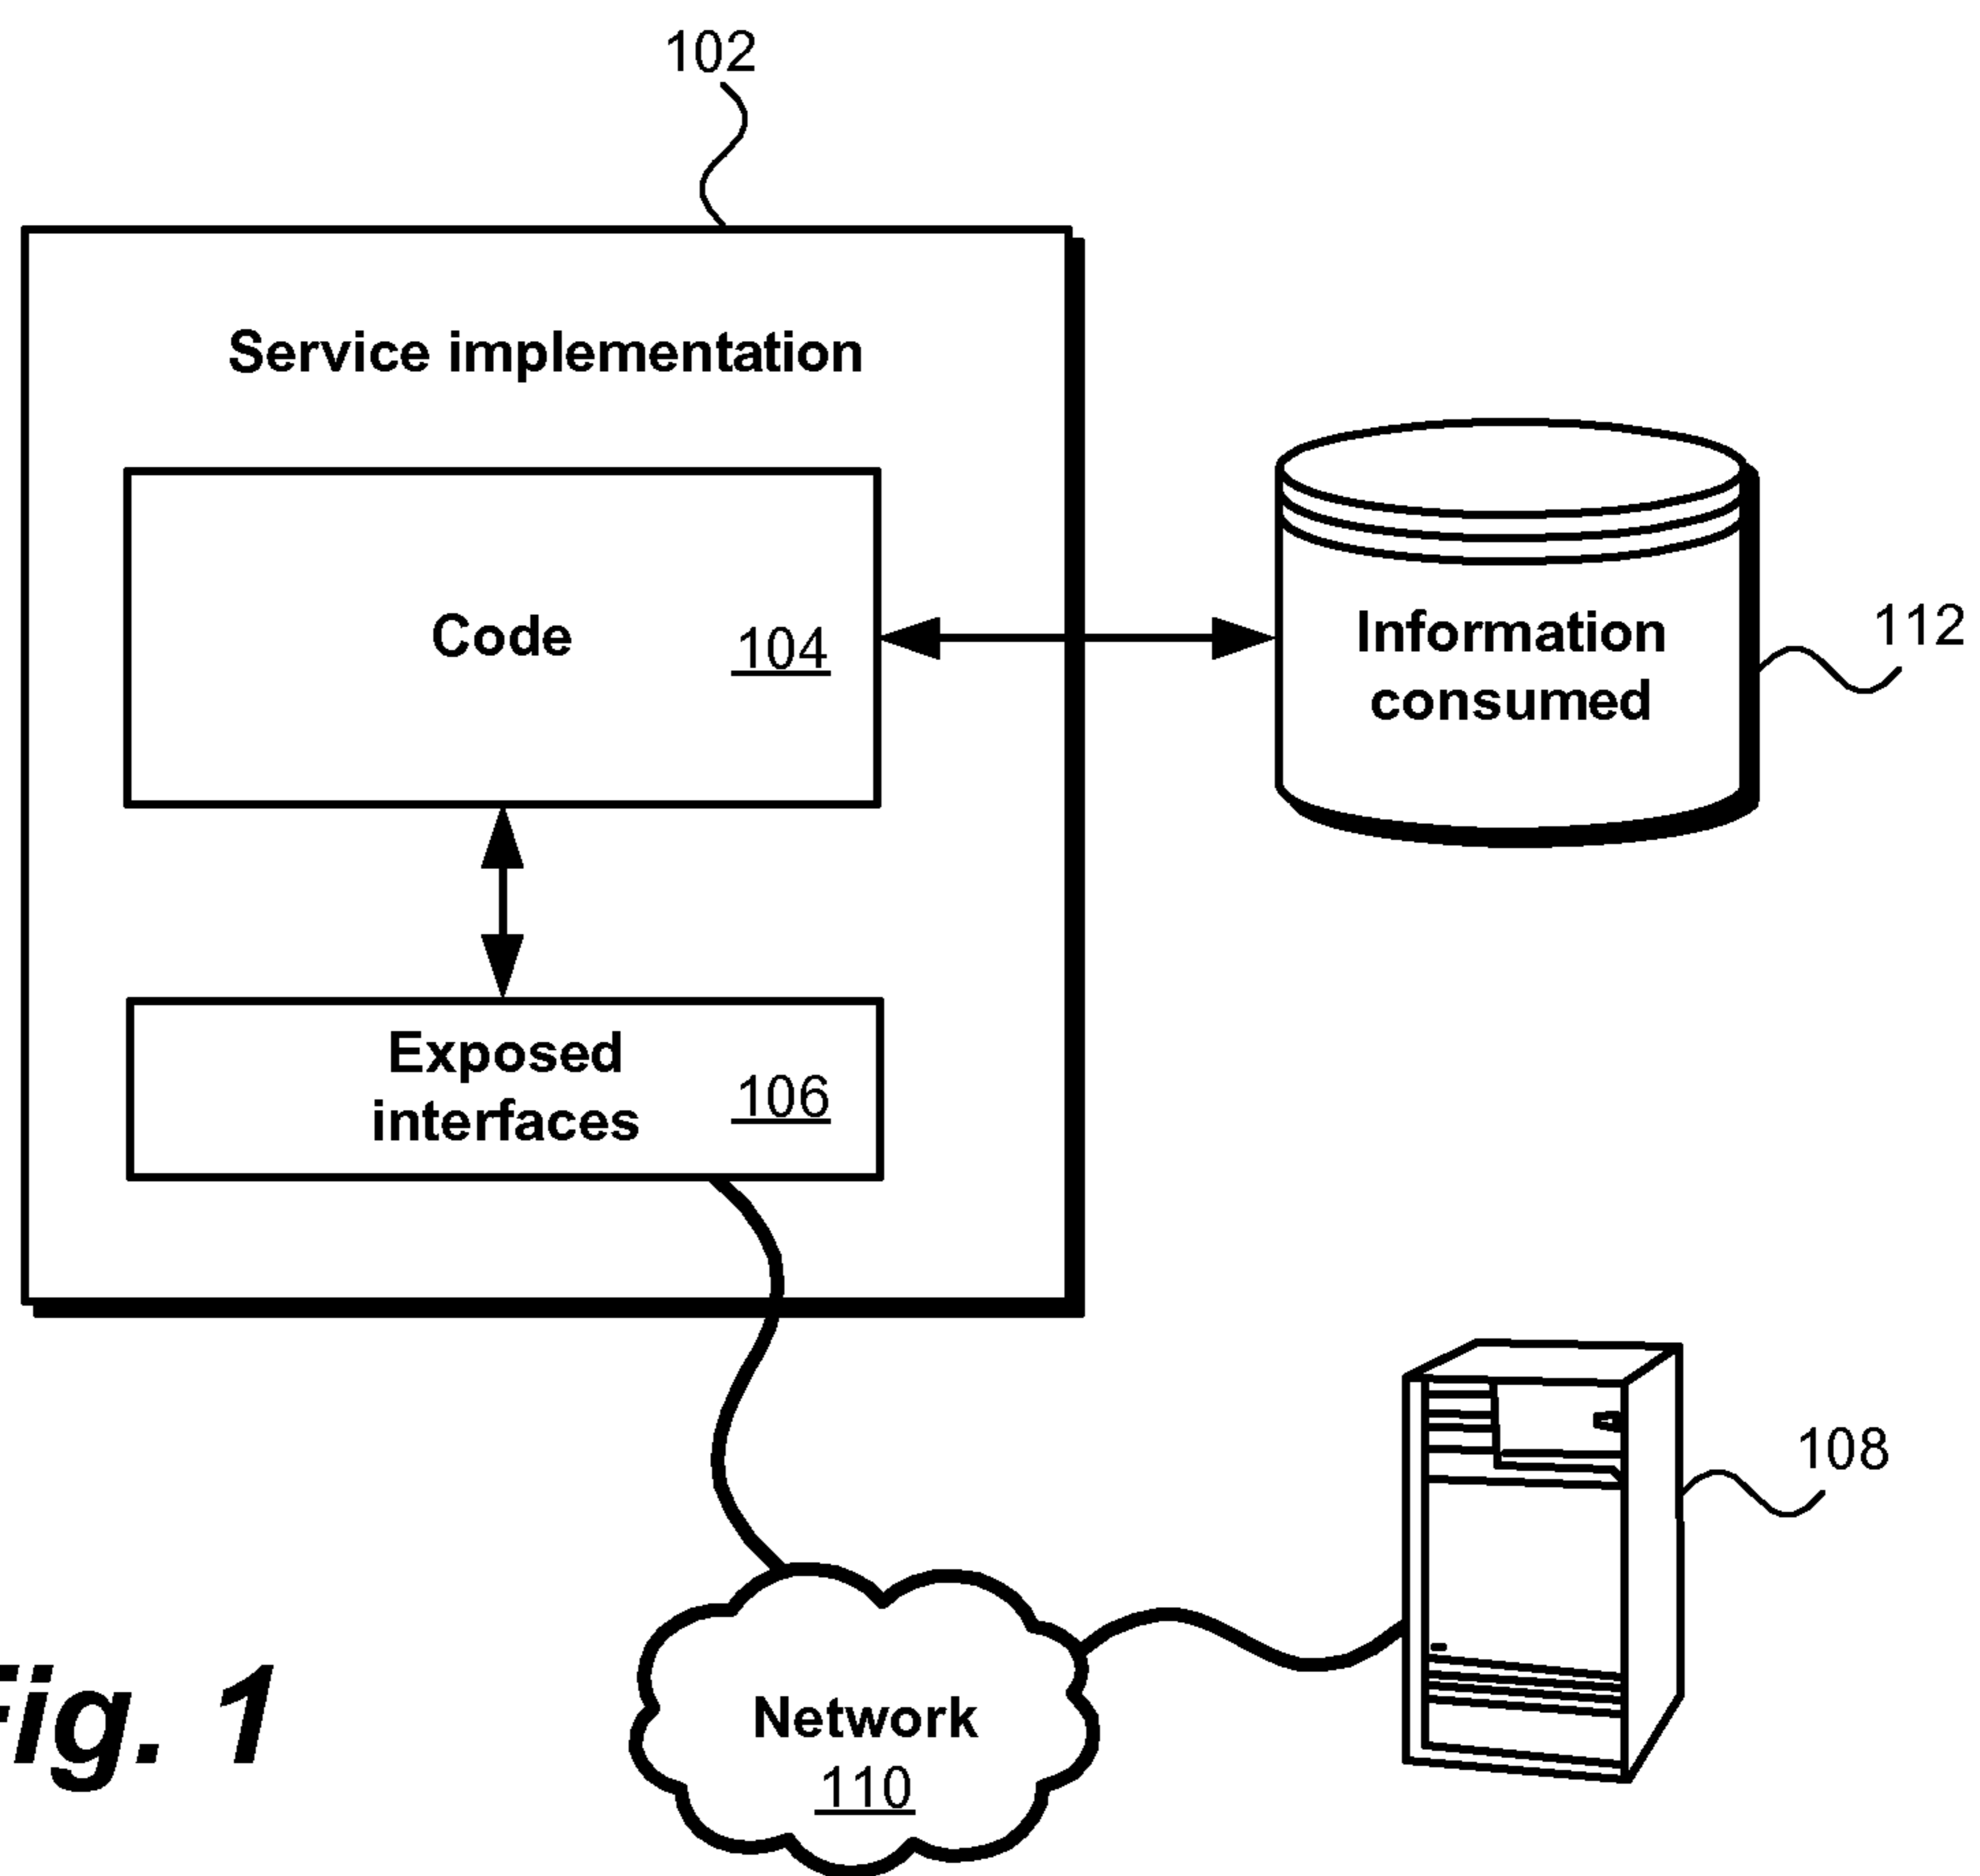 102
Service implementation
Code 104
Information
consumed
112
Exposed
interfaces
106
108
Network
110
Fig. 1